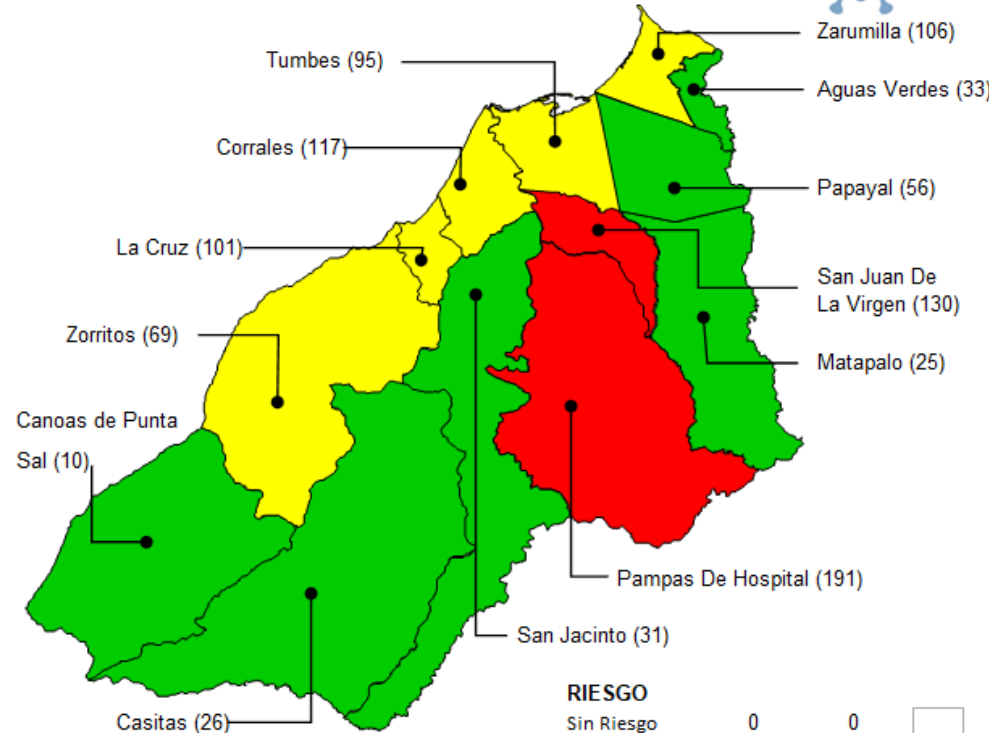 Zarumilla (106)
Tumbes (95)
Aguas Verdes (33)
Corrales (117)
Papayal (56)
La Cruz (101)
San Juan De
La Virgen (130)
Zorritos (69)
Matapalo (25)
Canoas de Punta
Sal (10)
Pampas De Hospital (191)
San Jacinto (31)
Casitas (26)
RIESGO
Sin Riesgo 0 0